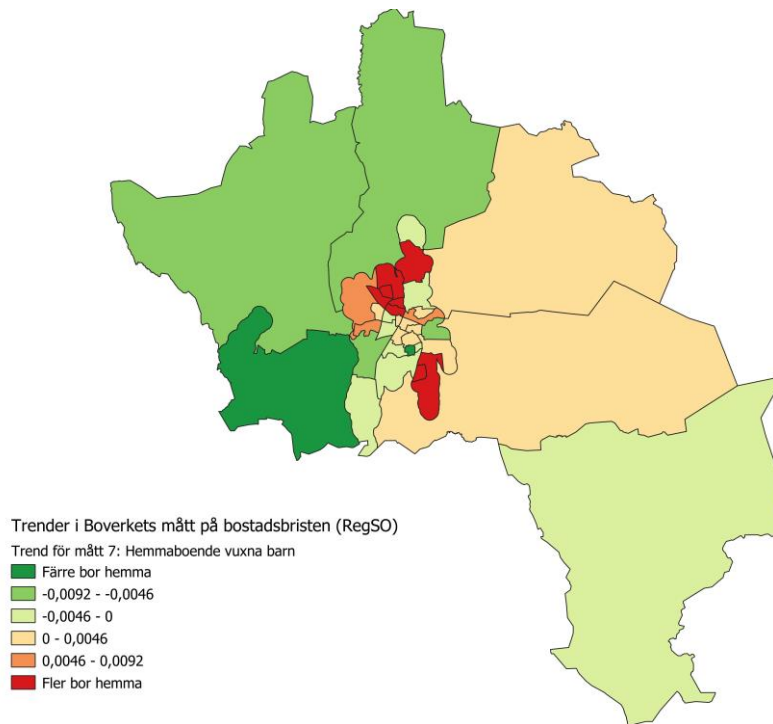 Trender i Boverkets mått på bostadsbristen (RegSO)
Trend för mått 7: Hemmaboende vuxna barn
Färre bor hemma
-0,0092 - -0,0046
-0,0046 - 0
0 - 0,0046
0,0046 - 0,0092
Fler bor hemma